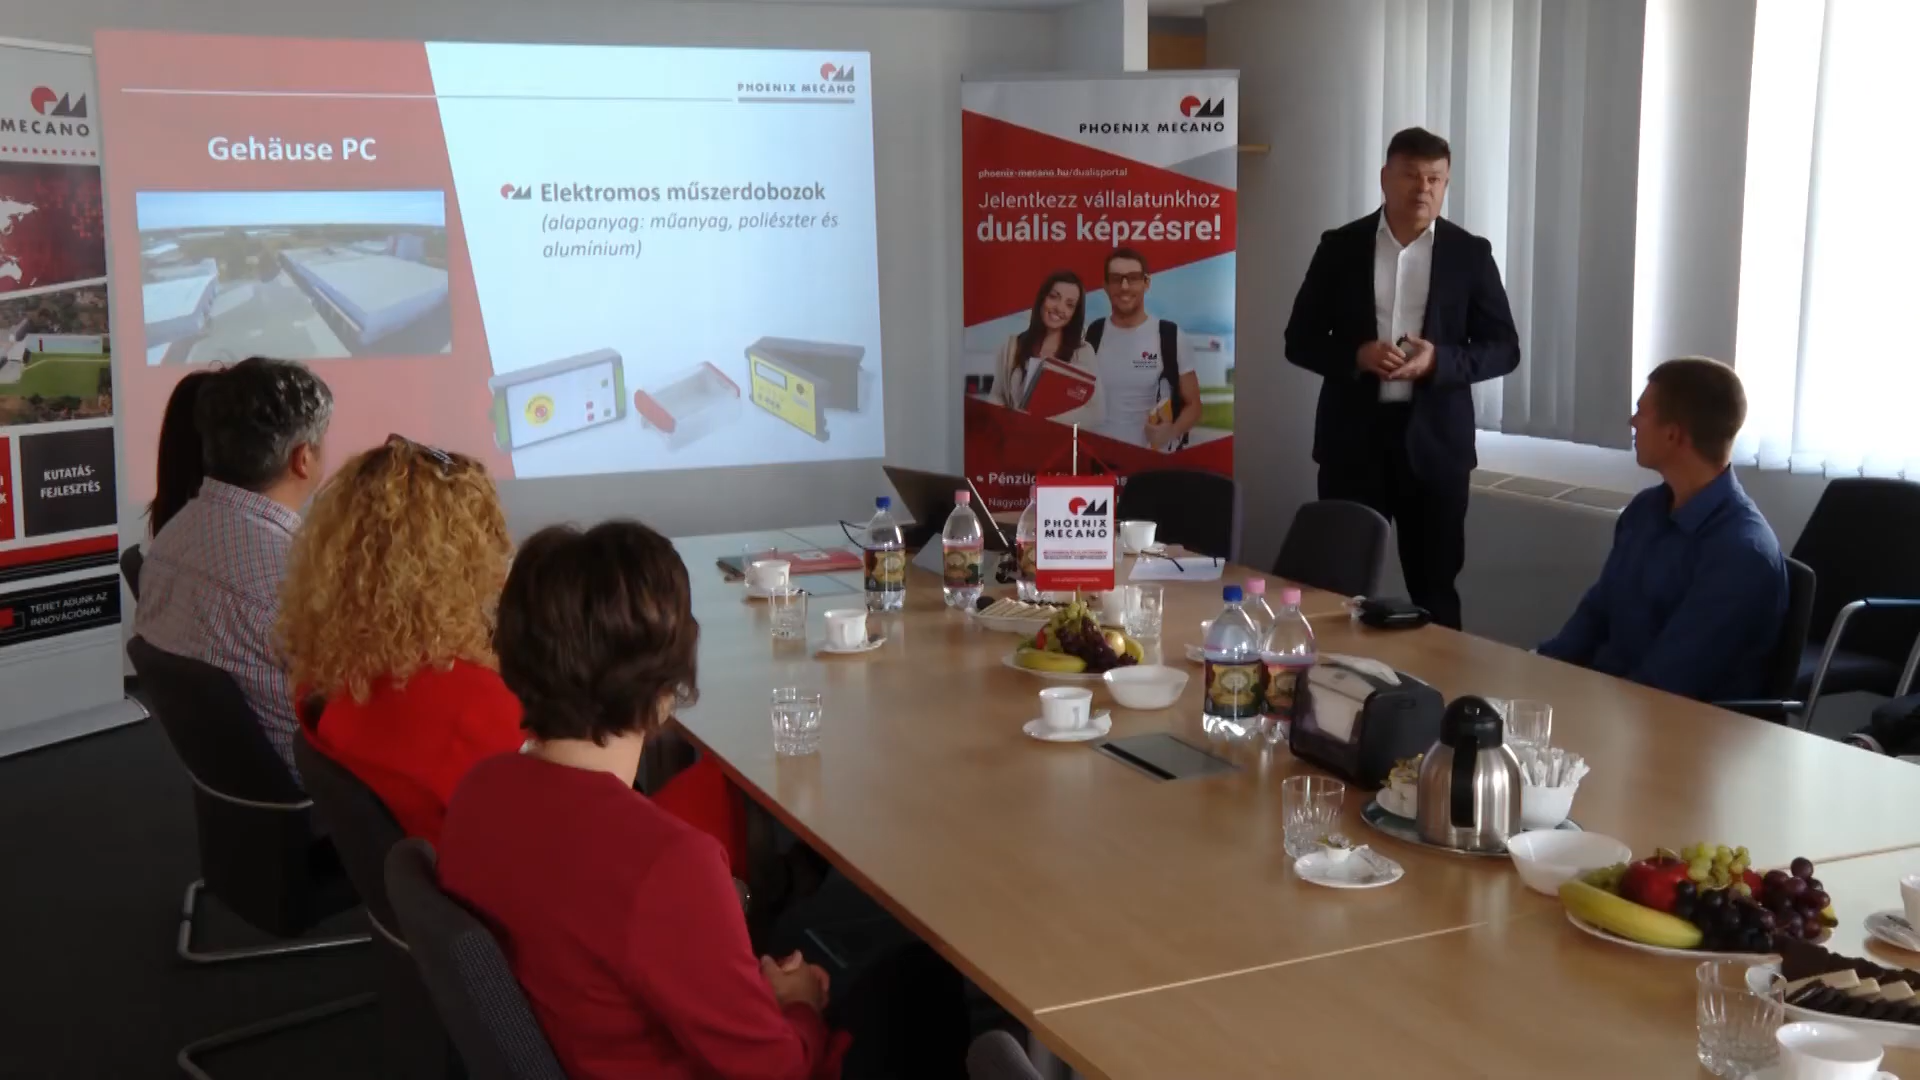 MECANO
KUTATÁS-
FEJLESZTÉS
TERET ADUNK AZ
INNOVÁCIÓNAK
PHOENIX MECANO
Gehäuse PC
Elektromos műszerdobozok
(alapanyag: műanyag, poliészter és
alumínium)
PHOENIX MECANO
phoenix-mecano.hu/dualisportal
Jelentkezz vállalatunkhoz
duális képzésre!
PHOENIX
MECANO